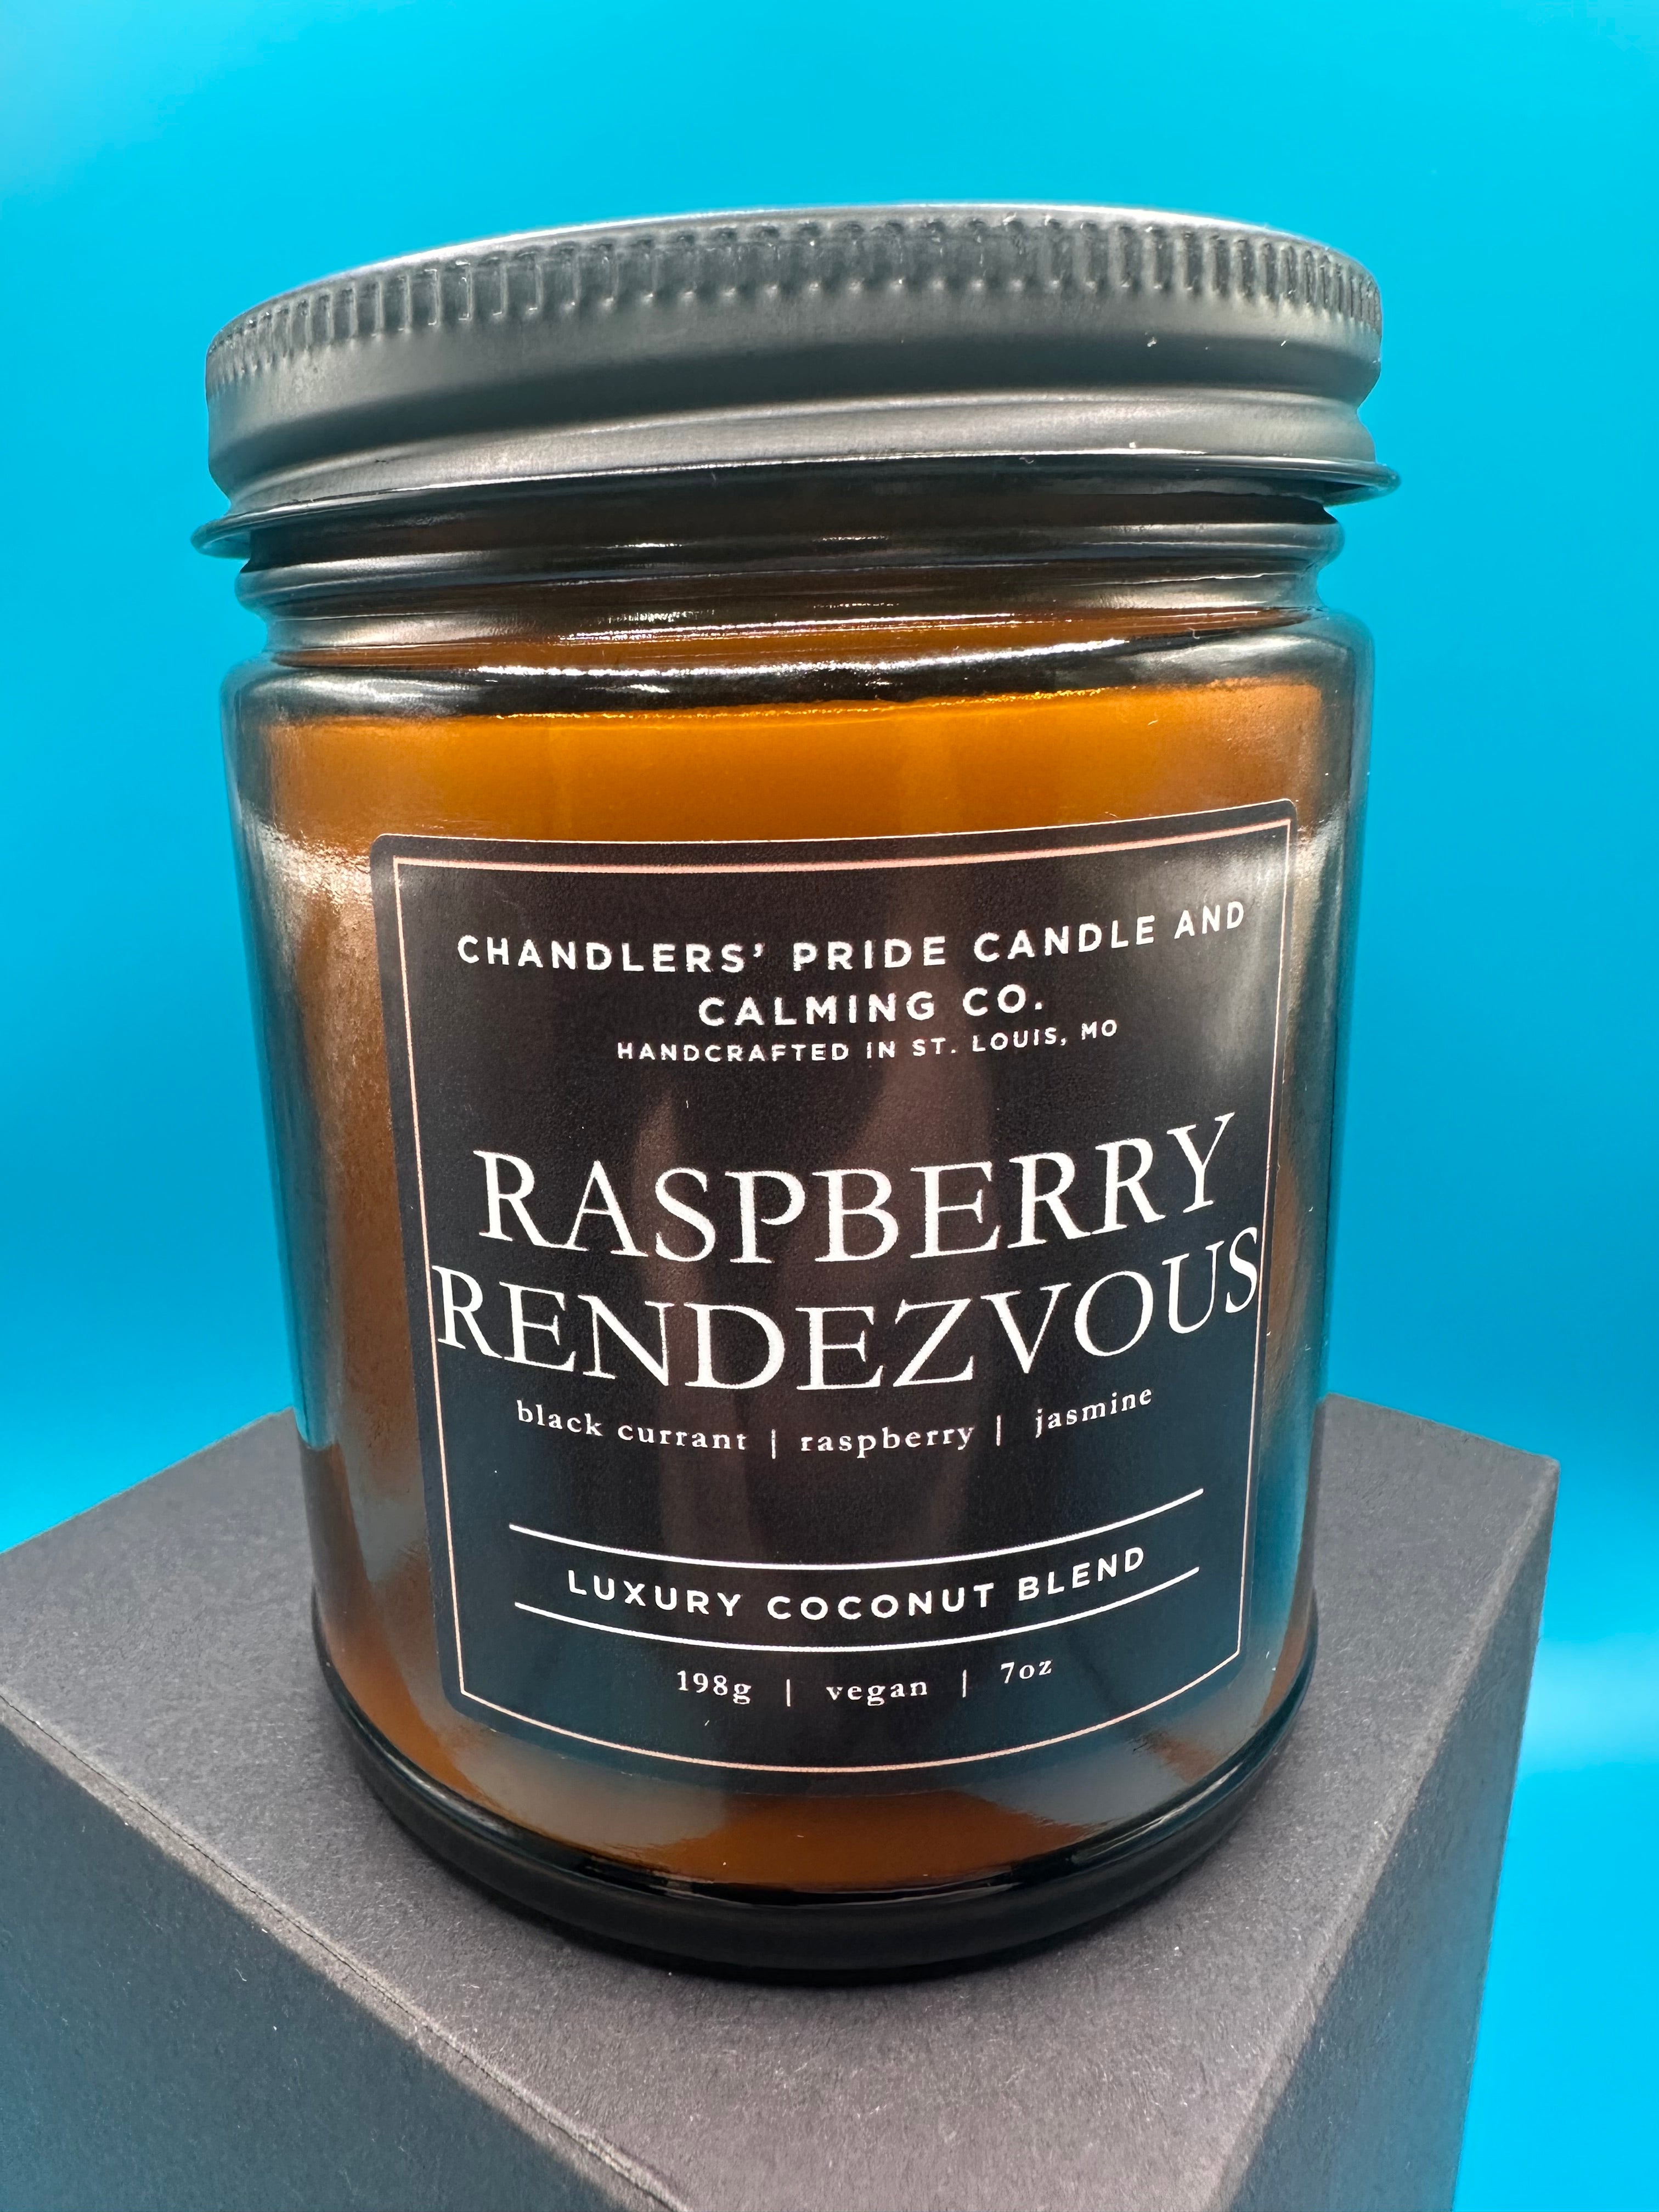 CHANDLERS’ PRIDE CANDLE AND
CALMING CO.
HANDCRAFTED IN ST. LOUIS, MO
RASPBERRY
RENDEZVOUS
black currant | raspberry | jasmine
LUXURY COCONUT BLEND
198g | vegan | 7oz